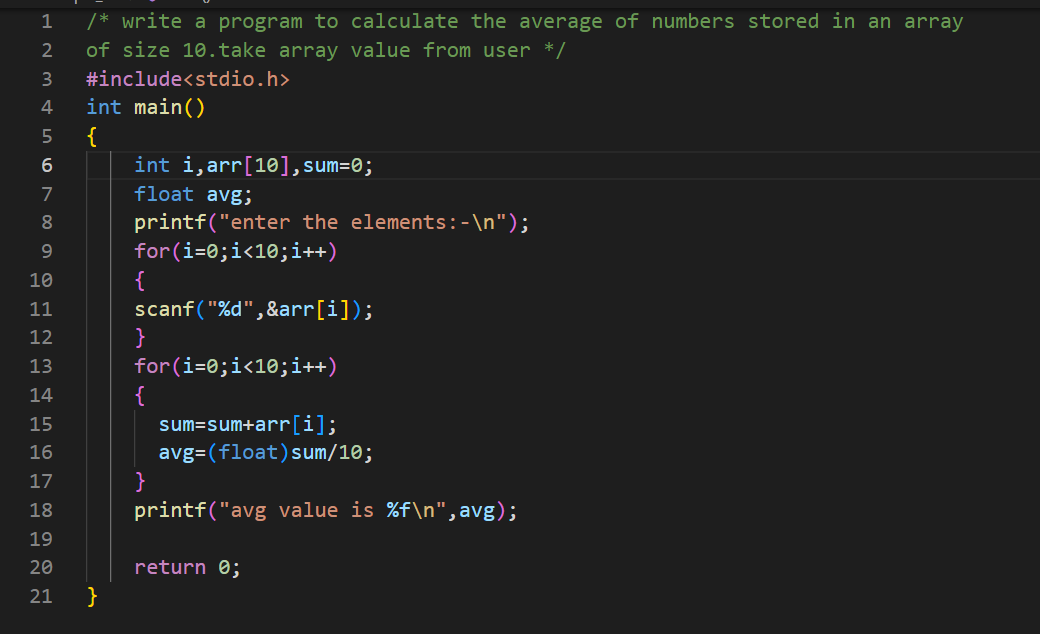 1 /* write a program to calculate the average of numbers stored in an array
2 of size 10.take array value from user */
3 #include<stdio.h>
4 int main()
5 {
6     int i,arr[10],sum=0;
7     float avg;
8     printf("enter the elements:-\n");
9     for(i=0;i<10;i++)
10     {
11     scanf("%d",&arr[i]);
12     }
13     for(i=0;i<10;i++)
14     {
15       sum=sum+arr[i];
16       avg=(float)sum/10;
17     }
18     printf("avg value is %f\n",avg);
19
20     return 0;
21 }